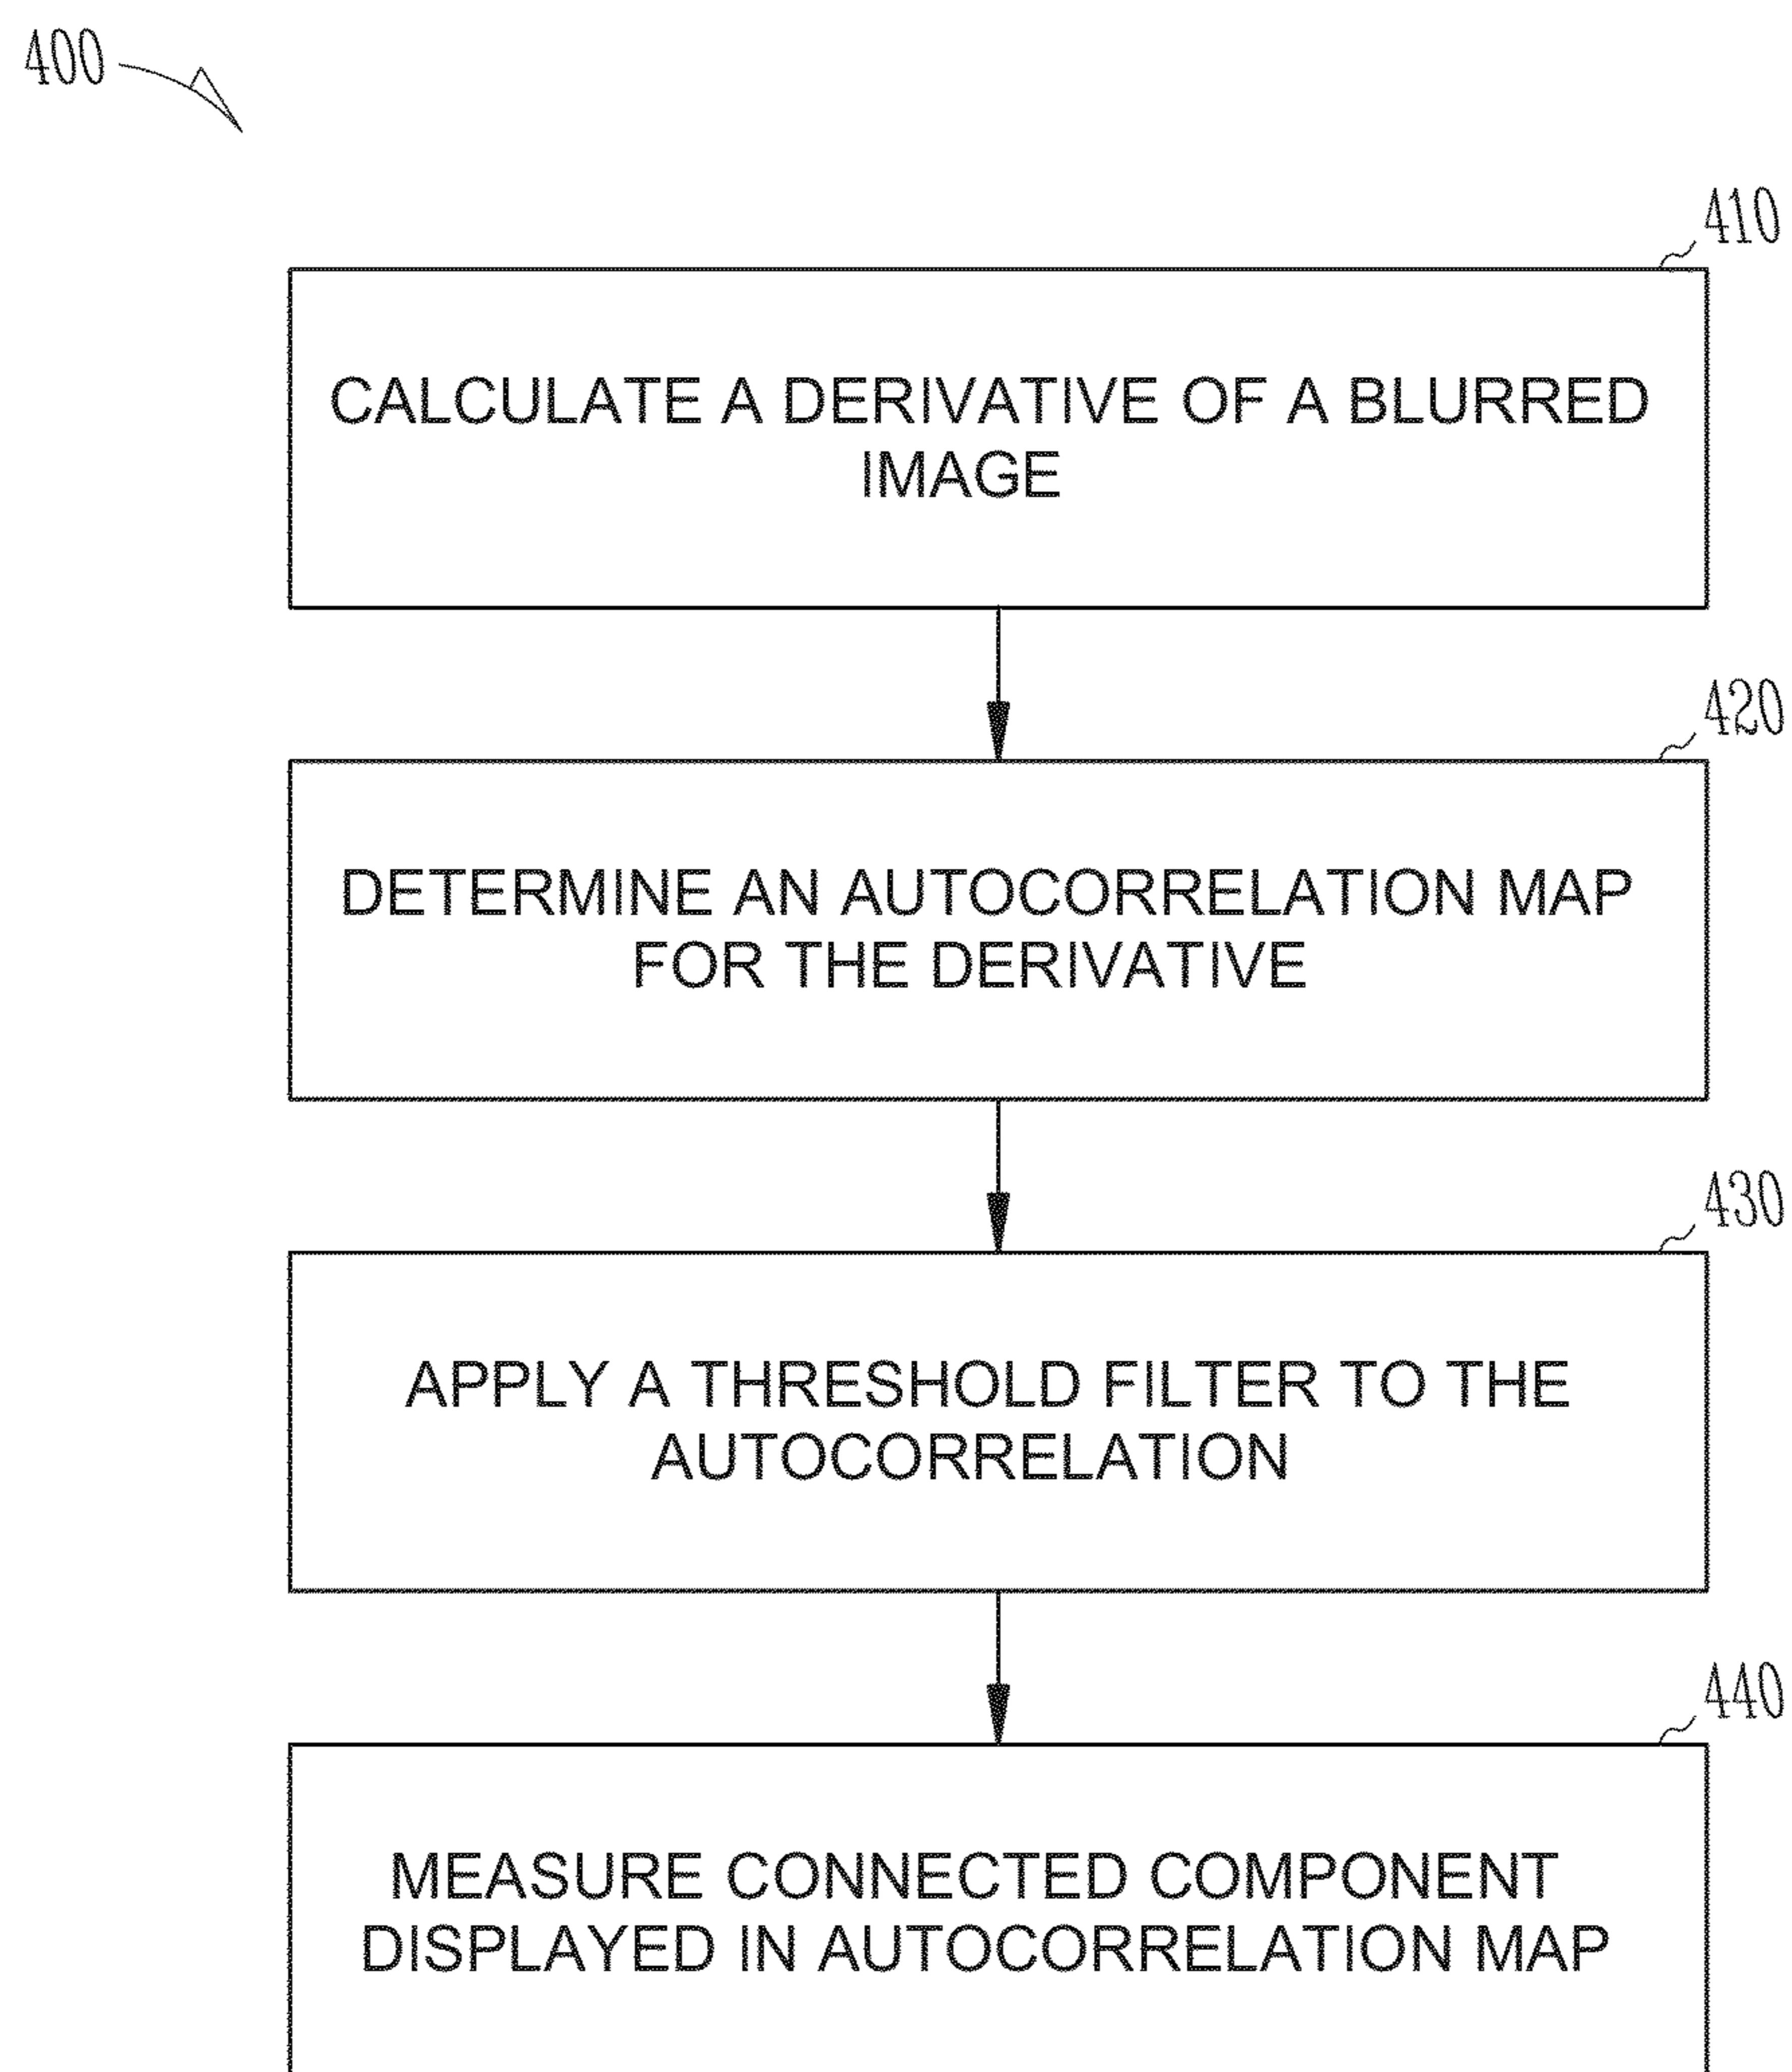 400
410
CALCULATE A DERIVATIVE OF A BLURRED
IMAGE
420
DETERMINE AN AUTOCORRELATION MAP
FOR THE DERIVATIVE
430
APPLY A THRESHOLD FILTER TO THE
AUTOCORRELATION
440
MEASURE CONNECTED COMPONENT
DISPLAYED IN AUTOCORRELATION MAP